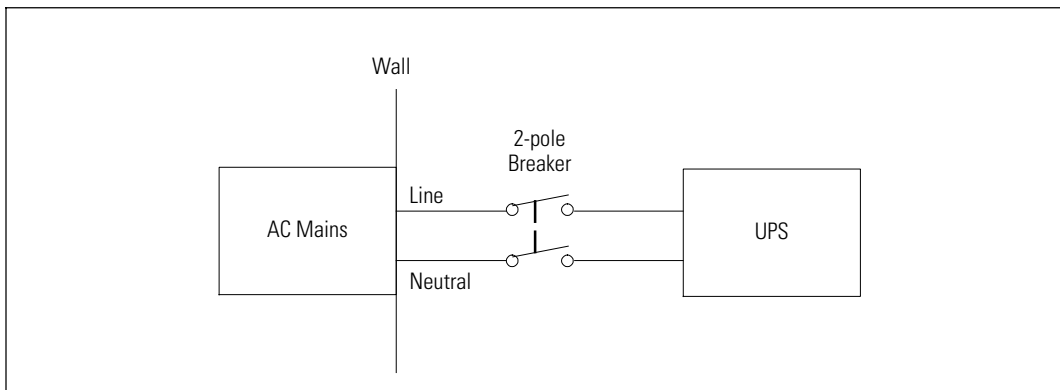 Wall
2-pole
Breaker
Line
AC Mains
UPS
Neutral